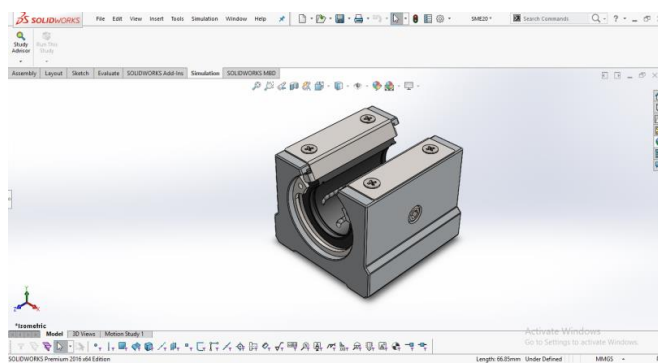 SOLIDWORKS File Edit View Insert Tools Simulation Window Help SME20 * Search Commands
Study Advisor
Run This Study
Assembly Layout Sketch Evaluate SOLIDWORKS Add-Ins Simulation SOLIDWORKS MBD
*Isometric
Model 3D Views Motion Study 1
Activate Windows
Go to Settings to activate Windows.
SOLIDWORKS Premium 2016 x64 Edition Length: 66.85mm Under Defined MMGS